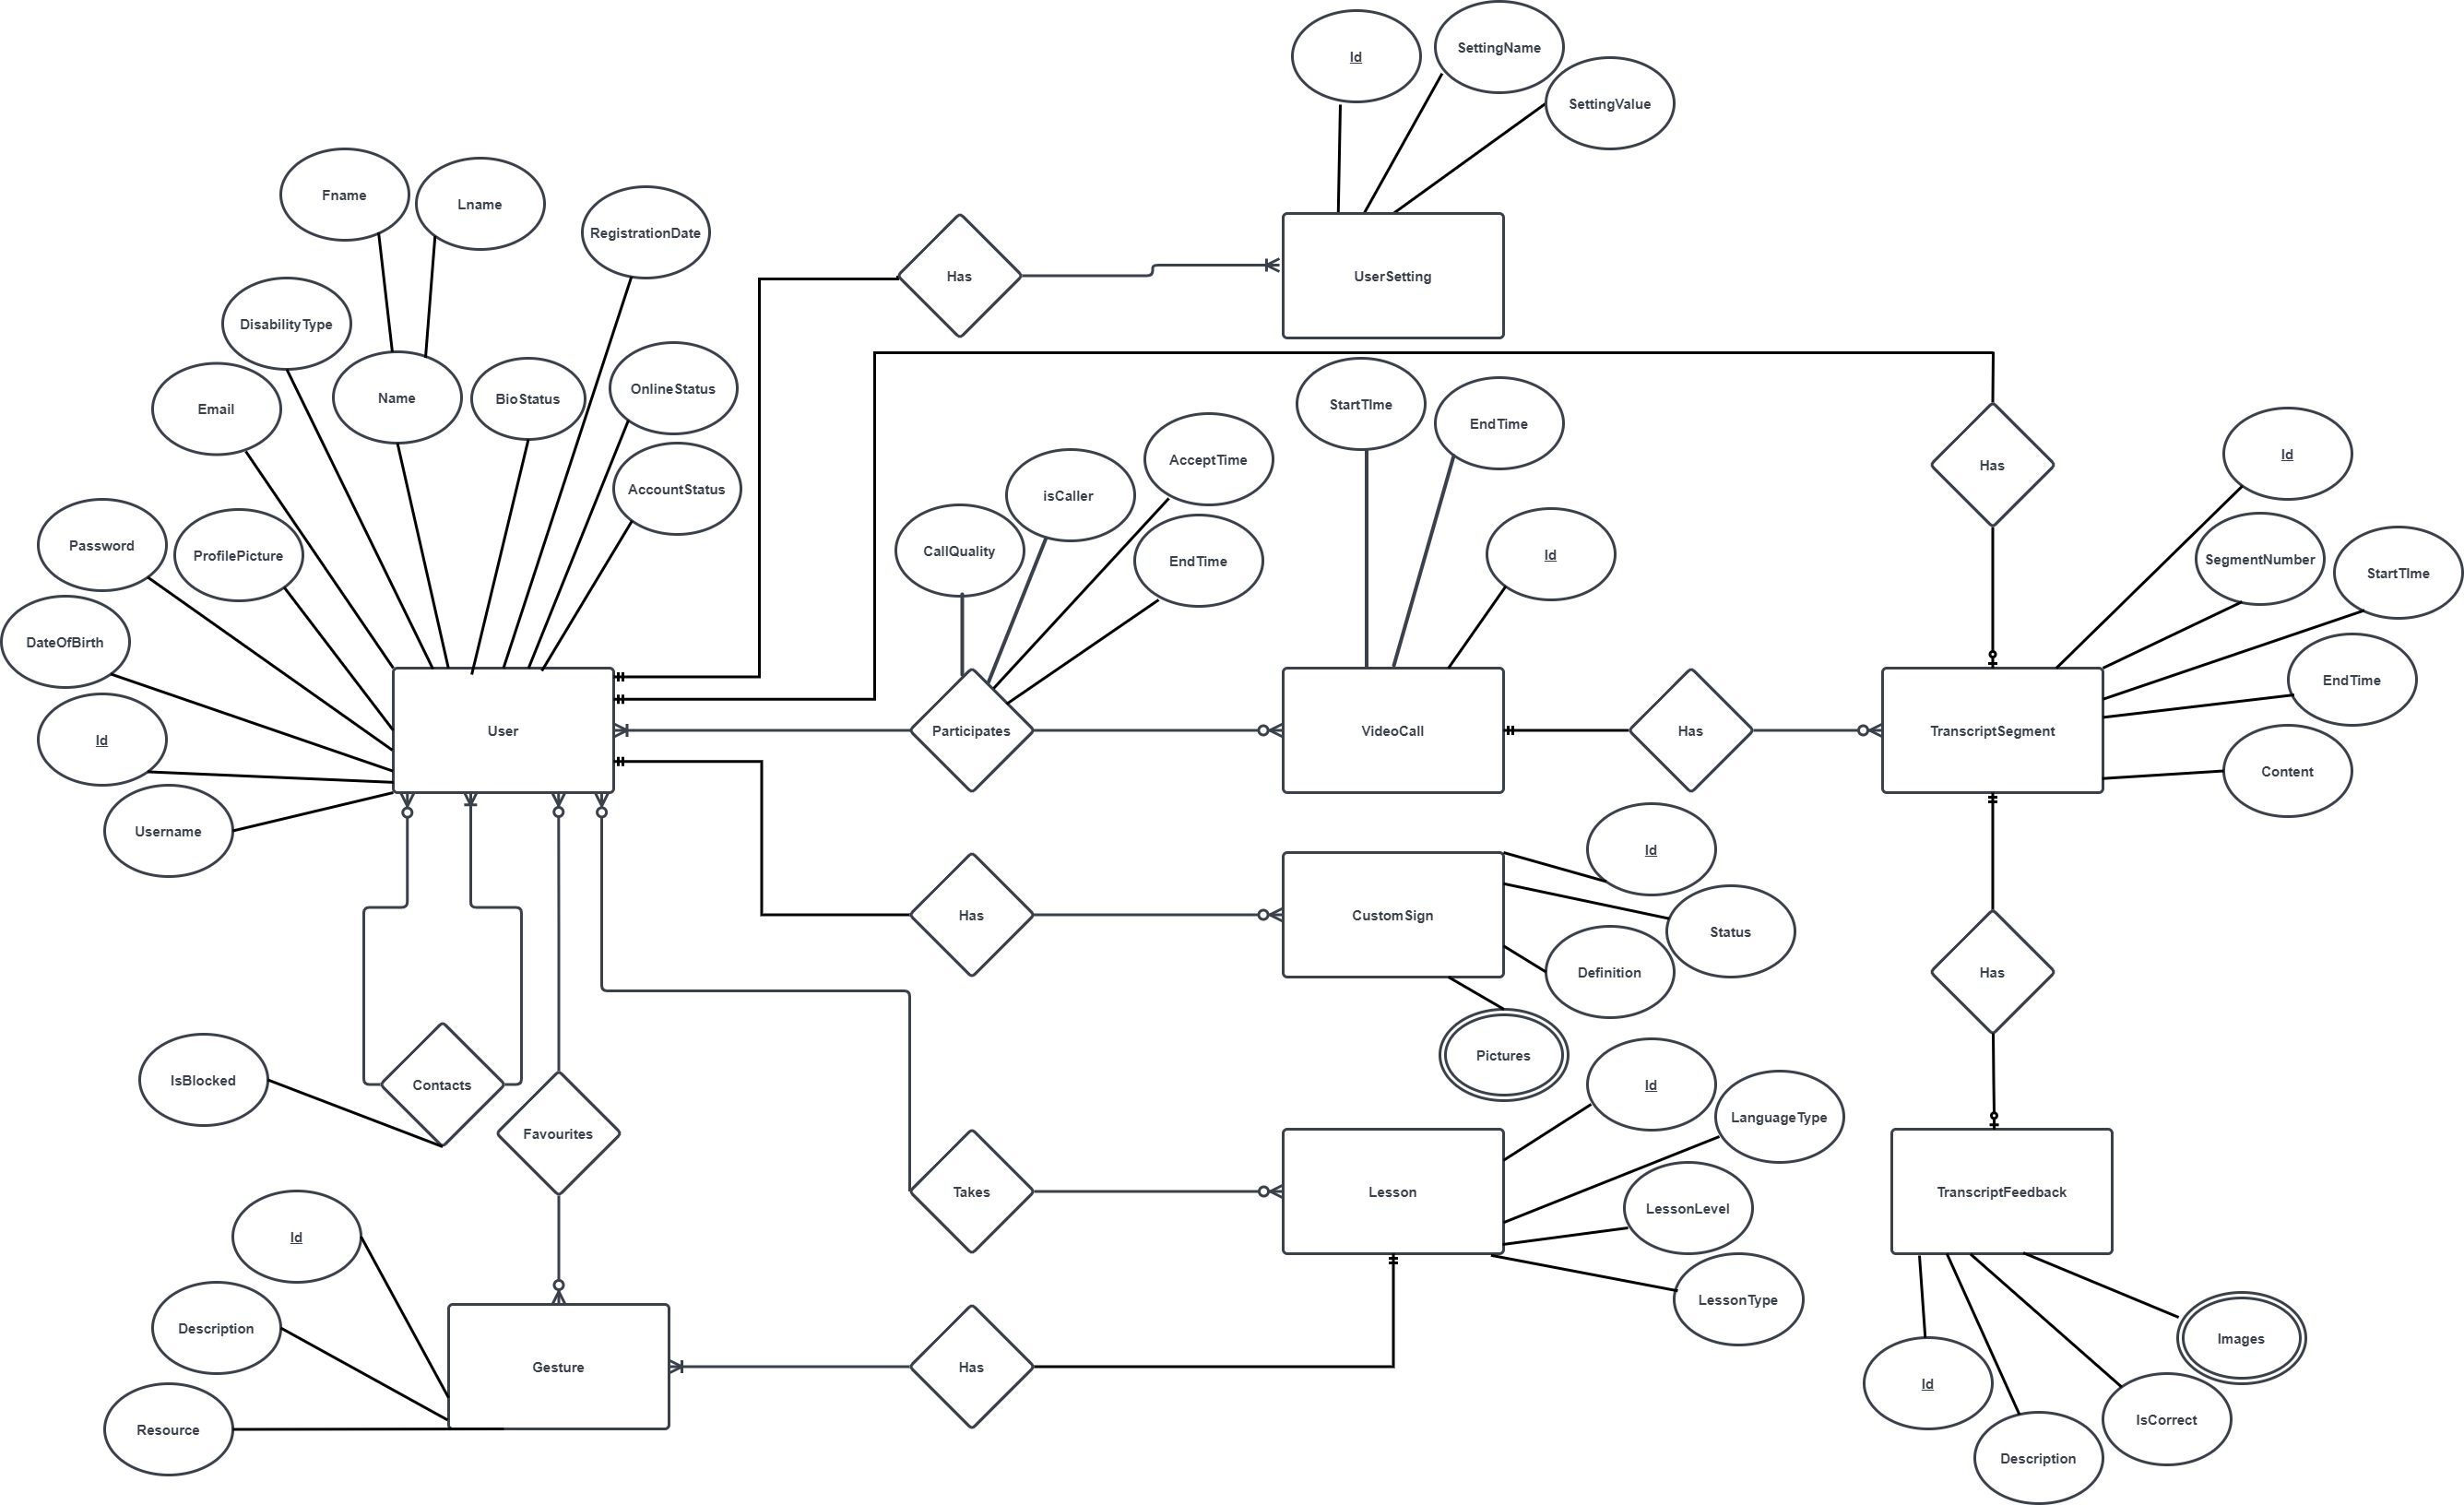 Id
SettingName
SettingValue
Fname
Lname
RegistrationDate
Has
UserSetting
DisabilityType
Email
Name
BioStatus
OnlineStatus
AccountStatus
StartTIme
EndTime
AcceptTime
isCaller
CallQuality
EndTime
Id
Has
Id
SegmentNumber
StartTIme
EndTime
Content
Password
ProfilePicture
DateOfBirth
Id
Username
User
Participates
VideoCall
Has
TranscriptSegment
Id
Status
Has
CustomSign
Definition
Pictures
Has
IsBlocked
Contacts
Favourites
Id
LanguageType
Takes
Lesson
LessonLevel
LessonType
TranscriptFeedback
Id
Description
Resource
Gesture
Has
Id
Description
IsCorrect
Images